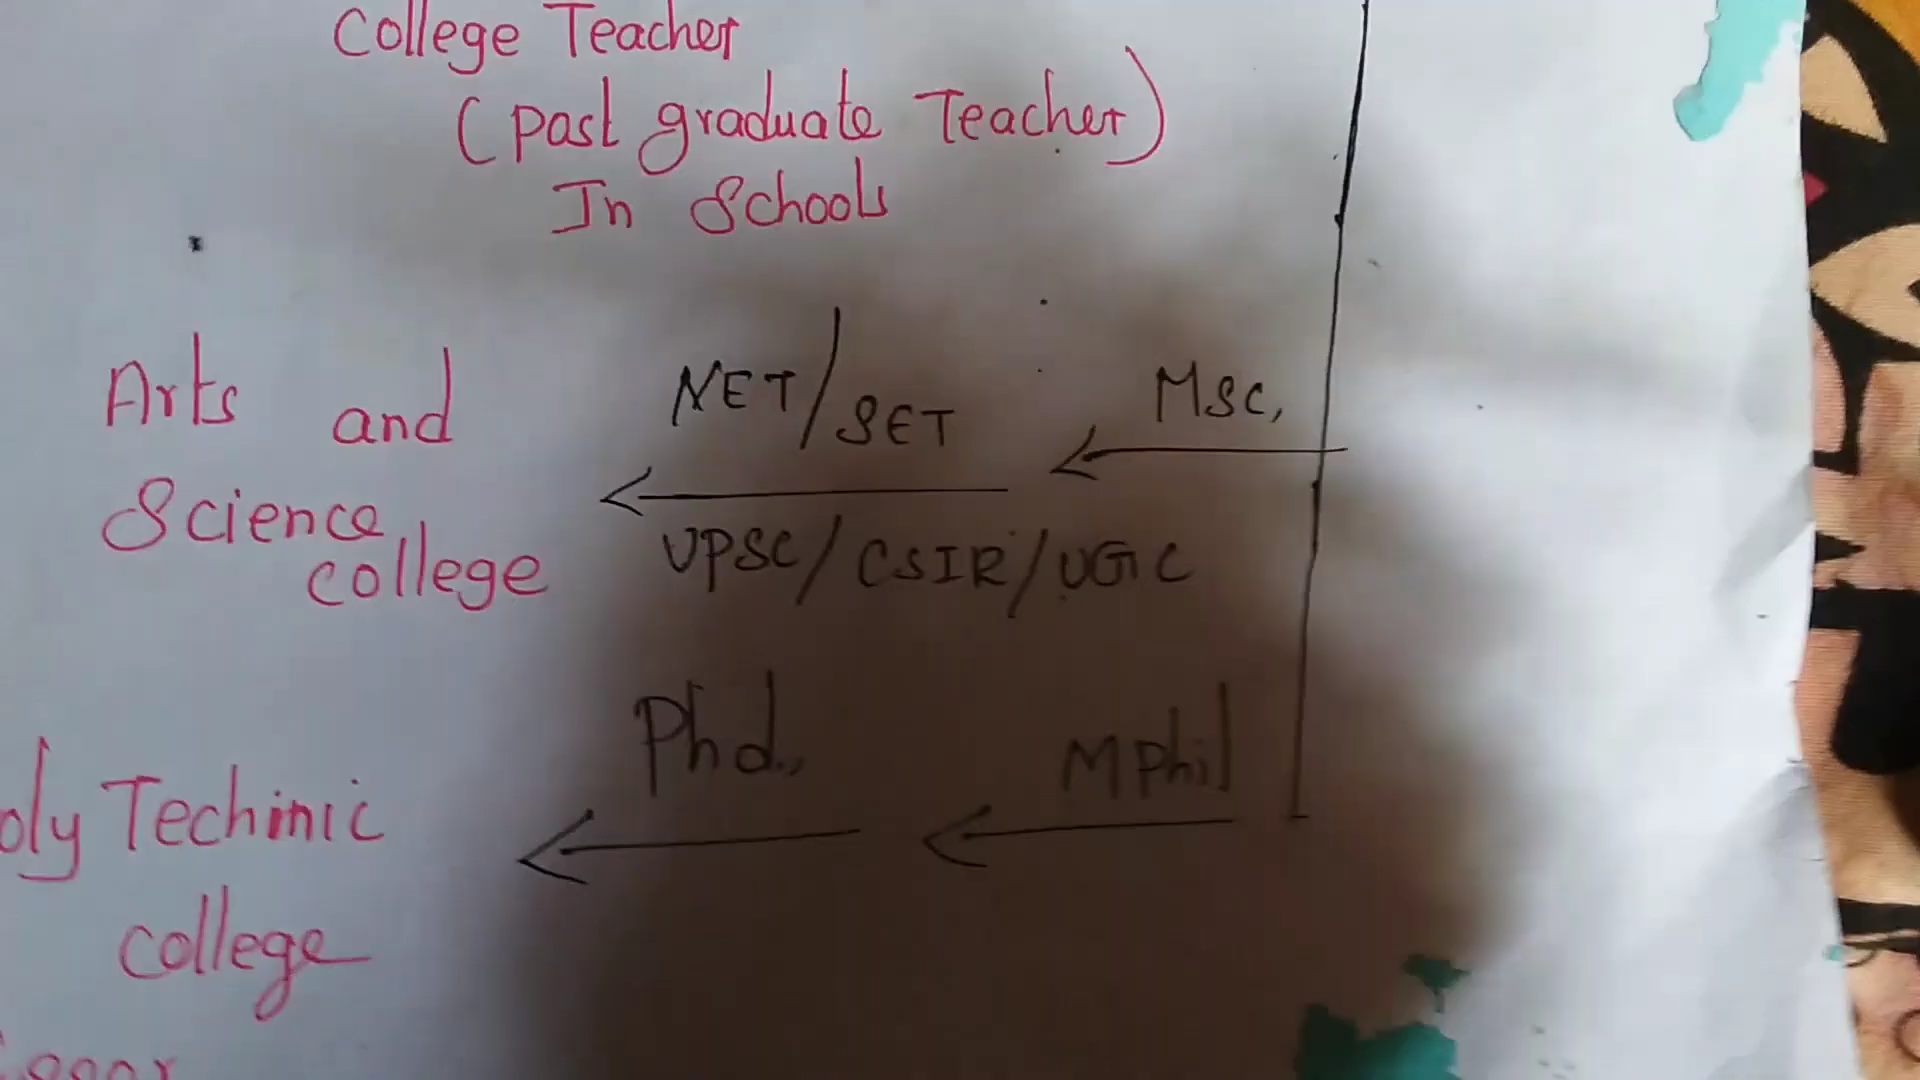 College Teacher
(Past graduate Teacher)
In Schools
Arts and
Science
college
NET/SET
MSC,
UPSC/CSIR/UGC
Phd.,
MPhil
oly Techinic
college